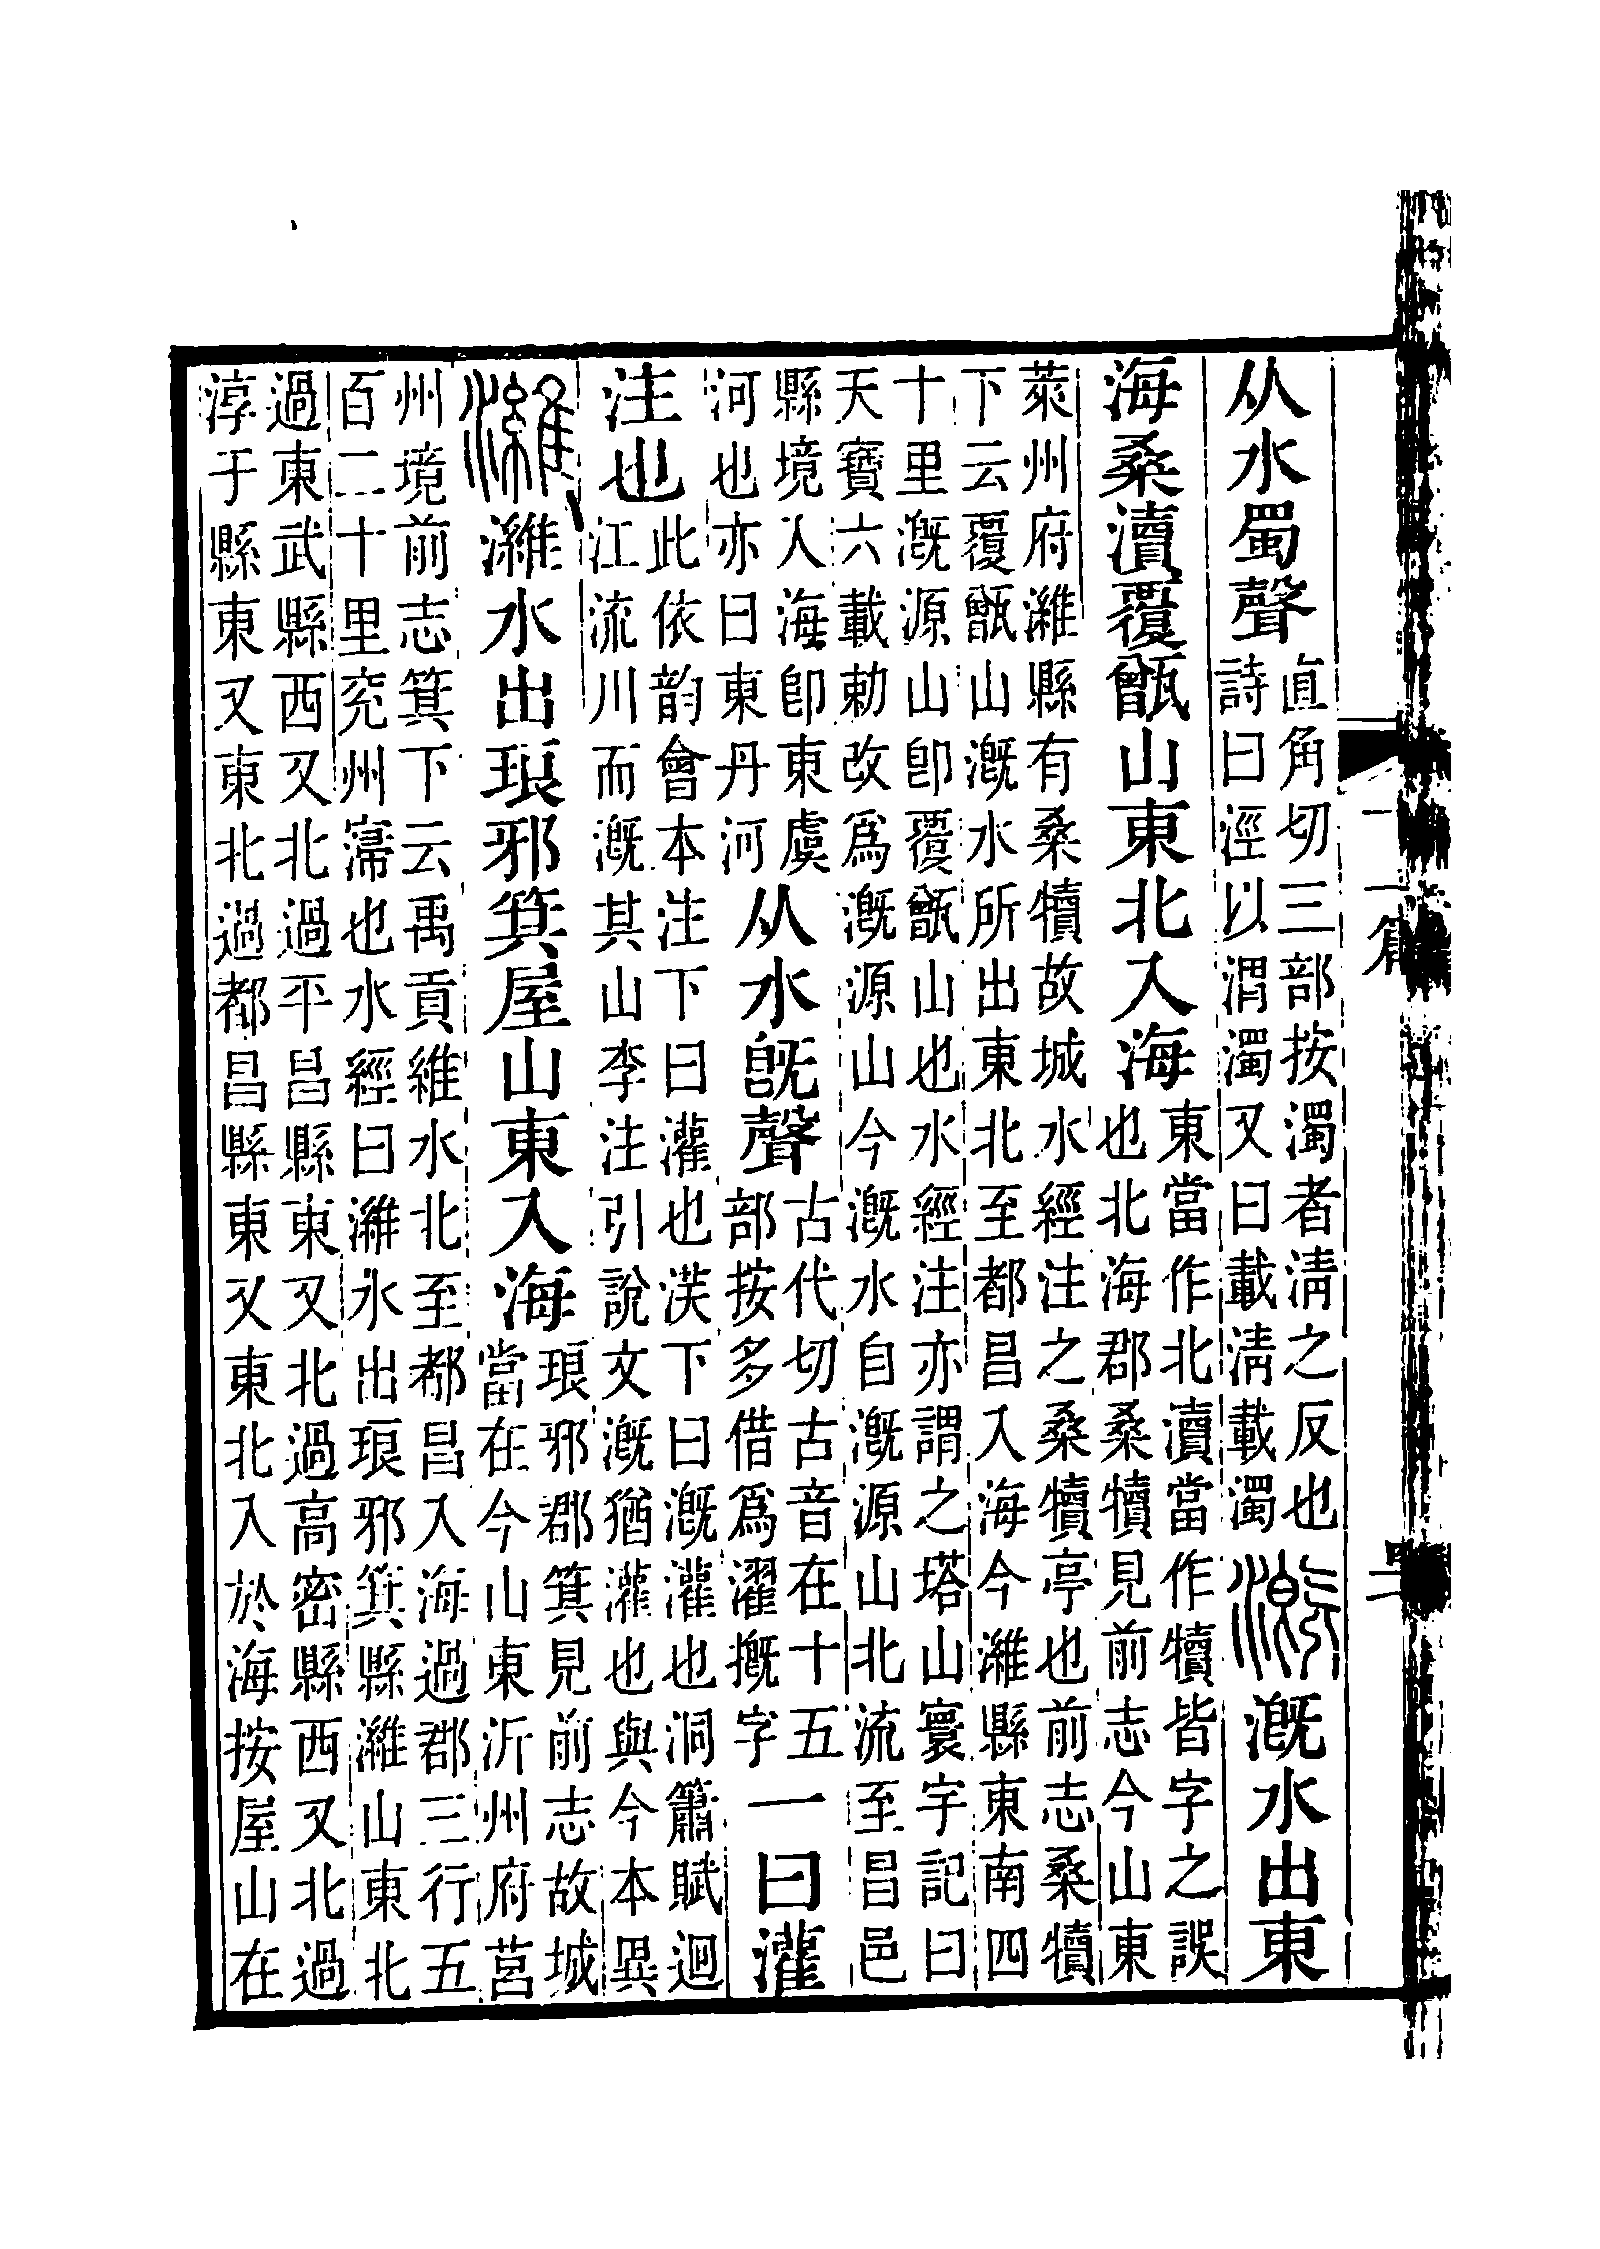 从水蜀聲直角切三部按濁者淸之反也詩曰涇以渭濁又曰載淸載濁溉溉水出東
海桑瀆覆甑山東北入海東當作北瀆當作犢皆字之誤也北海郡桑犢見前志今山東
萊州府濰縣有桑犢故城水經注之桑犢亭也前志桑犢下云覆甑山溉水所出東北至都昌入海今濰縣東南四
十里溉源山卽覆甑山也水經注亦謂之塔山寰宇記曰天寶六載勅改爲溉源山今溉水自溉源山北流至昌邑
縣境入海卽東虞河也亦曰東丹河从水旣聲古代切古音在十五部按多借爲濯摡字一曰灌
注也此依韵會本注下曰灌也𣵽下曰溉灌也洞簫賦迴江流川而溉其山李注引說文溉猶灌也與今本異
濰濰水出琅邪箕屋山東入海琅邪郡箕見前志故城當在今山東沂州府莒
州境前志箕下云禹貢維水北至都昌入海過郡三行五百二十里兖州濅也水經曰濰水出琅邪箕縣濰山東北
過東武縣西又北過平昌縣東又北過高密縣西又北過淳于縣東又東北過都昌縣東又東北入於海按屋山在